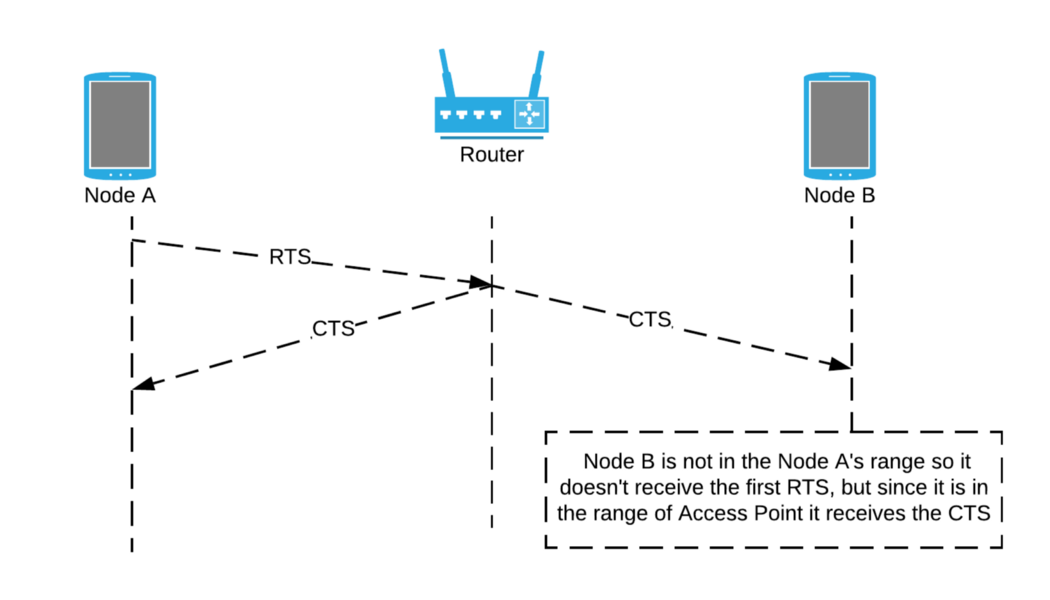 Router
Node A
Node B
RTS
CTS
CTS
Node B is not in the Node A's range so it
doesn't receive the first RTS, but since it is in
the range of Access Point it receives the CTS